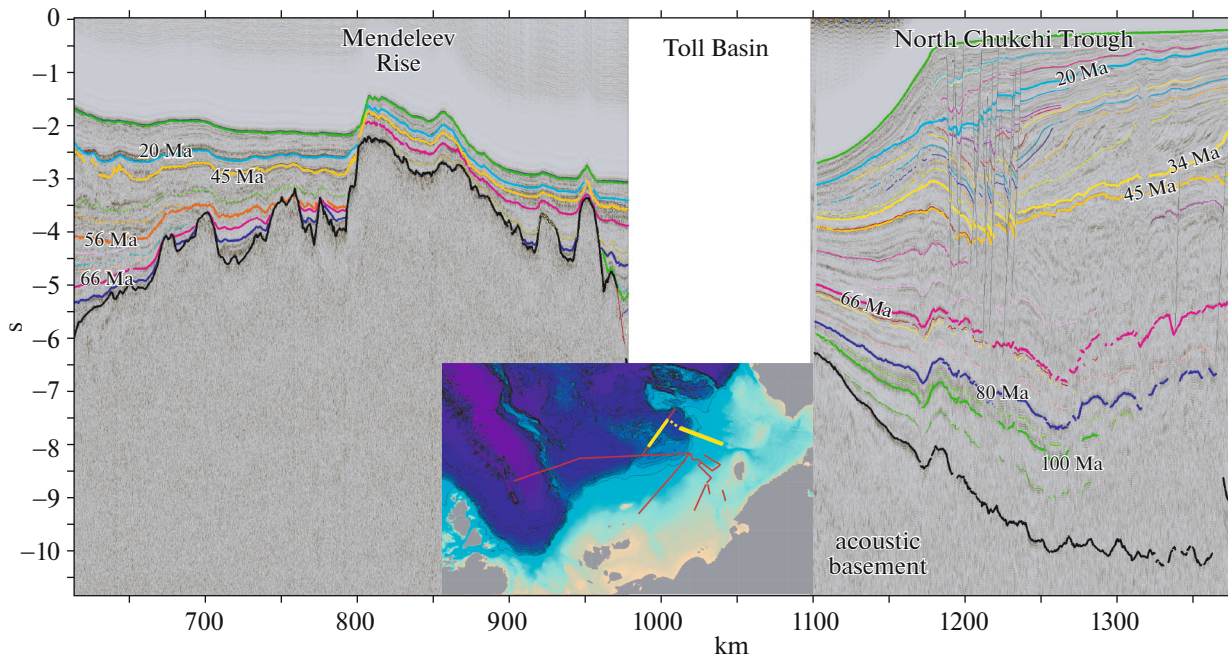 0
−1
−2
−3
−4
−5
−6
−7
−8
−9
−10
s
Mendeleev
Rise
Toll Basin
North Chukchi Trough
20 Ma
45 Ma
56 Ma
66 Ma
20 Ma
34 Ma
45 Ma
66 Ma
80 Ma
100 Ma
acoustic
basement
700
800
900
1000
1100
1200
1300
km